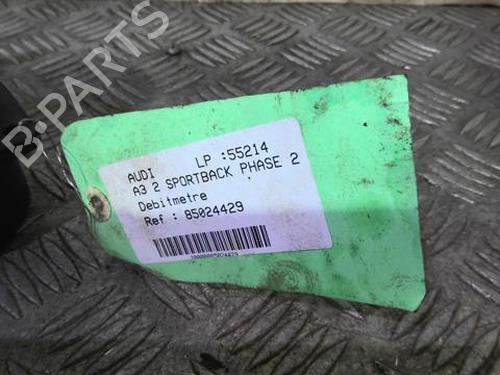 B-PARTS
AUDI LP :55214
A3 2 SPORTBACK PHASE 2
Debitmetre
Ref : 85024429